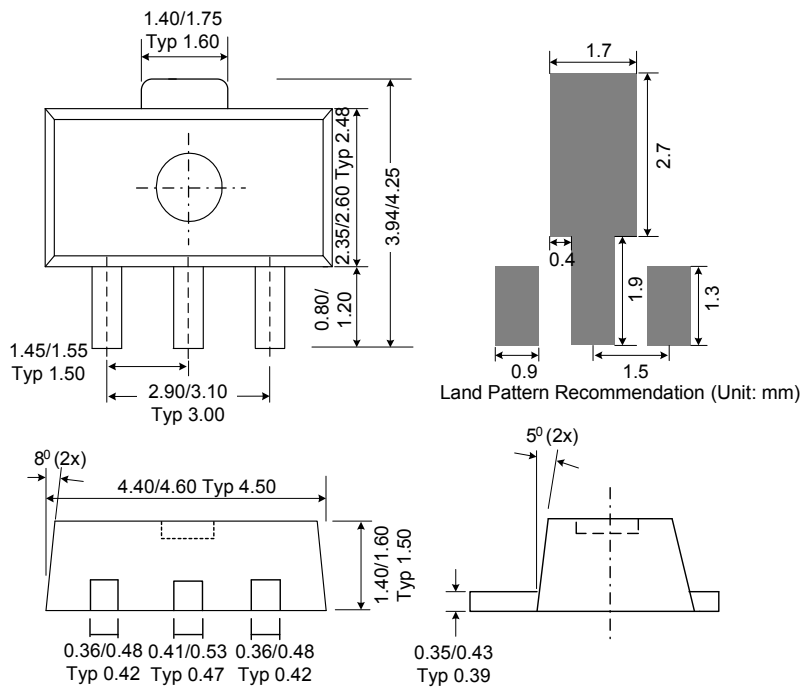 1.40/1.75
Typ 1.60
2.35/2.60 Typ 2.48
3.94/4.25
0.80/
1.20
1.45/1.55
Typ 1.50
2.90/3.10
Typ 3.00
1.7
2.7
0.4
1.9
1.3
0.9
1.5
Land Pattern Recommendation (Unit: mm)
8⁰ (2x)
4.40/4.60 Typ 4.50
1.40/1.60
Typ 1.50
0.36/0.48 0.41/0.53 0.36/0.48
Typ 0.42 Typ 0.47 Typ 0.42
5⁰ (2x)
0.35/0.43
Typ 0.39